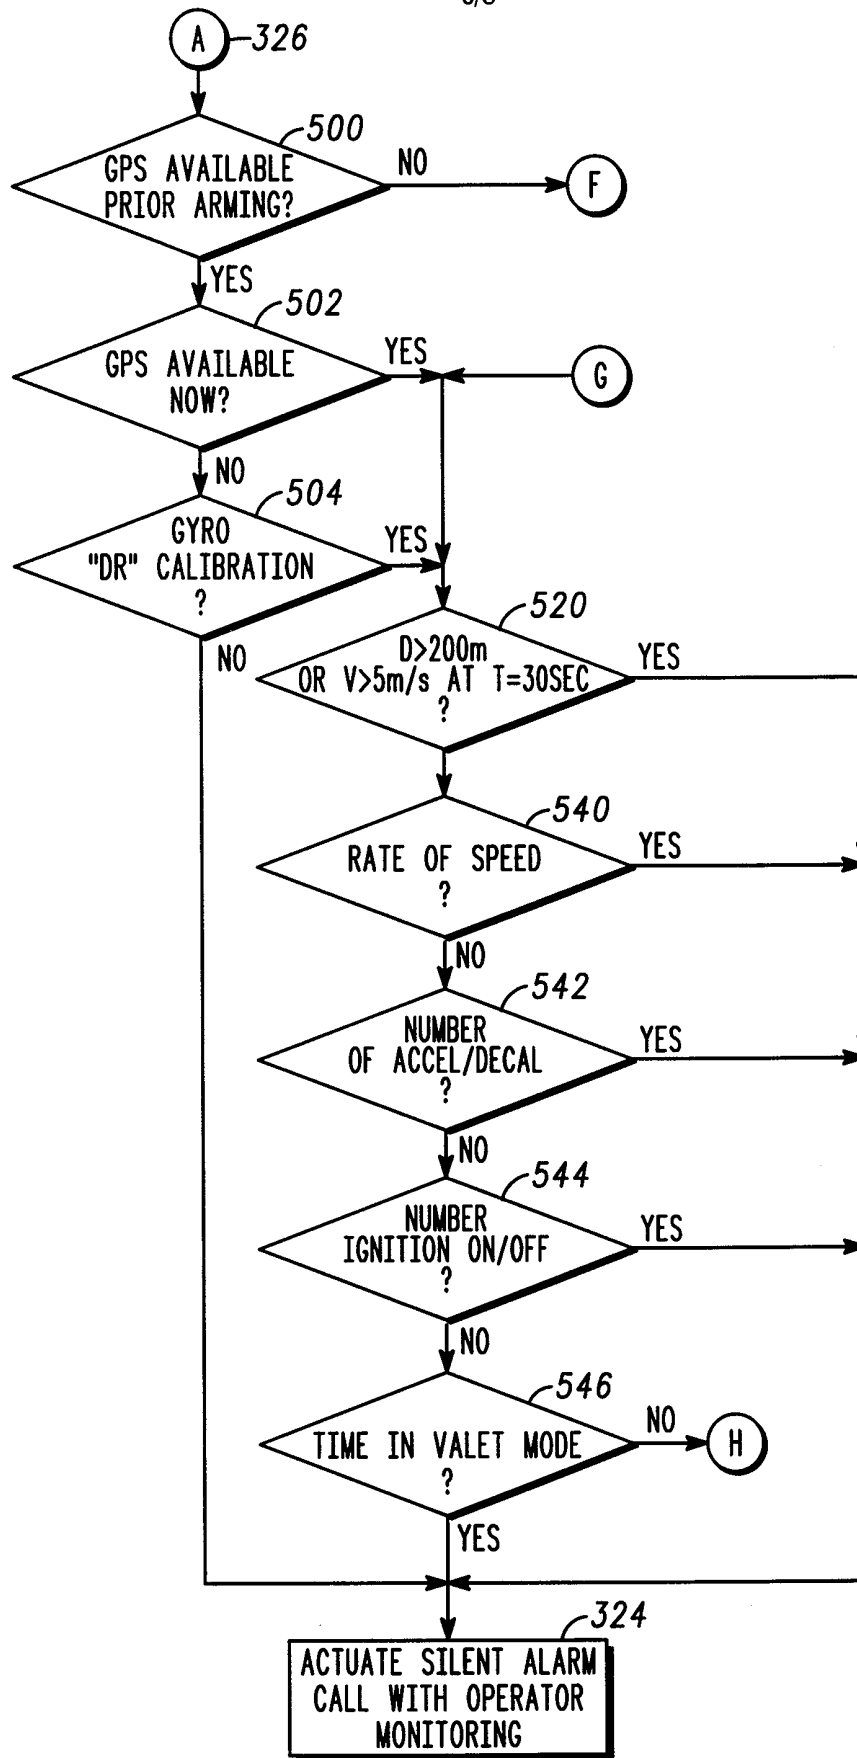 A
326
500
GPS AVAILABLE
PRIOR ARMING?
NO
F
YES
502
GPS AVAILABLE
NOW?
YES
G
NO
504
GYRO
"DR" CALIBRATION
?
YES
NO
520
D>200m
OR V>5m/s AT T=30SEC
?
YES
540
RATE OF SPEED
?
YES
NO
542
NUMBER
OF ACCEL/DECAL
?
YES
NO
544
NUMBER
IGNITION ON/OFF
?
YES
NO
546
TIME IN VALET MODE
?
NO
H
YES
324
ACTUATE SILENT ALARM
CALL WITH OPERATOR
MONITORING